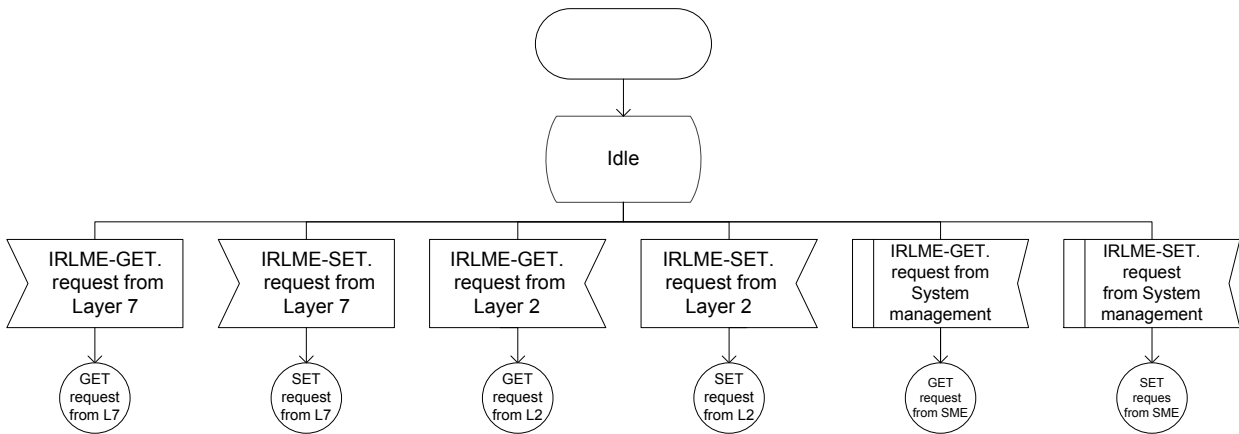 Idle
IRLME-GET.
request from
Layer 7
IRLME-SET.
request from
Layer 7
IRLME-GET.
request from
Layer 2
IRLME-SET.
request from
Layer 2
IRLME-GET.
request from
System
management
IRLME-SET.
request
from System
management
GET
request
from L7
SET
request
from L7
GET
request
from L2
SET
request
from L2
GET
request
from SME
SET
reques
from SME